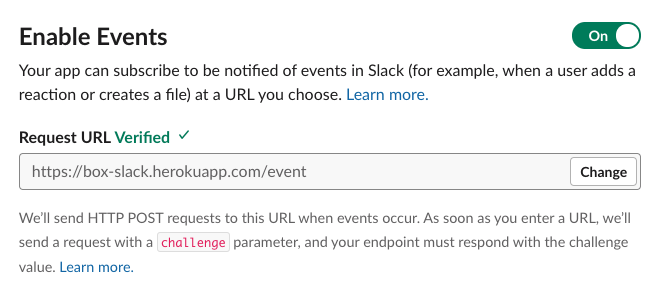 Enable Events
On
Your app can subscribe to be notified of events in Slack (for example, when a user adds a
reaction or creates a file) at a URL you choose. Learn more.
Request URL Verified
https://box-slack.herokuapp.com/event
Change
We’ll send HTTP POST requests to this URL when events occur. As soon as you enter a URL, we’ll
send a request with a challenge parameter, and your endpoint must respond with the challenge
value. Learn more.